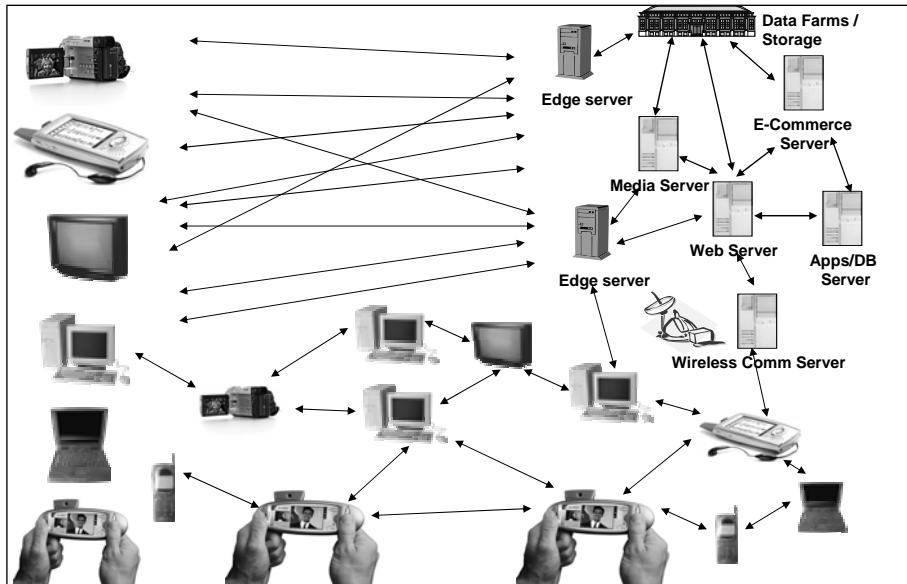 Data Farms /
Storage
Edge server
E-Commerce
Server
Media Server
Web Server
Apps/DB
Server
Edge server
Wireless Comm Server